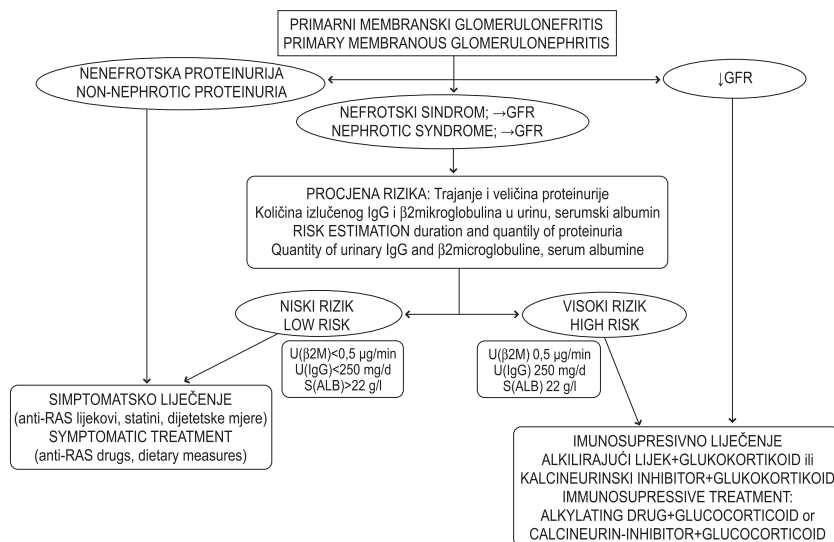 PRIMARNI MEMBRANSKI GLOMERULONEFRITIS
PRIMARY MEMBRANOUS GLOMERULONEPHRITIS
NENEFROTSKA PROTEINURIJA
NON-NEPHROTIC PROTEINURIA
↓GFR
NEFROTSKI SINDROM; →GFR
NEPHROTIC SYNDROME; →GFR
PROCJENA RIZIKA: Trajanje i veličina proteinurije
Količina izlučenog IgG i β2mikroglobulina u urinu, serumski albumin
RISK ESTIMATION duration and quantily of proteinuria
Quantity of urinary IgG and β2microglobuline, serum albumine
NISKI RIZIK
LOW RISK
VISOKI RIZIK
HIGH RISK
U(β2M)<0,5 µg/min
U(IgG)<250 mg/d
S(ALB)>22 g/l
U(β2M) 0,5 µg/min
U(IgG) 250 mg/d
S(ALB) 22 g/l
SIMPTOMATSKO LIJEČENJE
(anti-RAS lijekovi, statini, dijetetske mjere)
SYMPTOMATIC TREATMENT
(anti-RAS drugs, dietary measures)
IMUNOSUPRESIVNO LIJEČENJE
ALKILIRAJUĆI LIJEK+GLUKOKORTIKOID ili
KALCINEURINSKI INHIBITOR+GLUKOKORTIKOID
IMMUNOSUPRESSIVE TREATMENT:
ALKYLATING DRUG+GLUCOCORTICOID or
CALCINEURIN-INHIBITOR+GLUCOCORTICOID